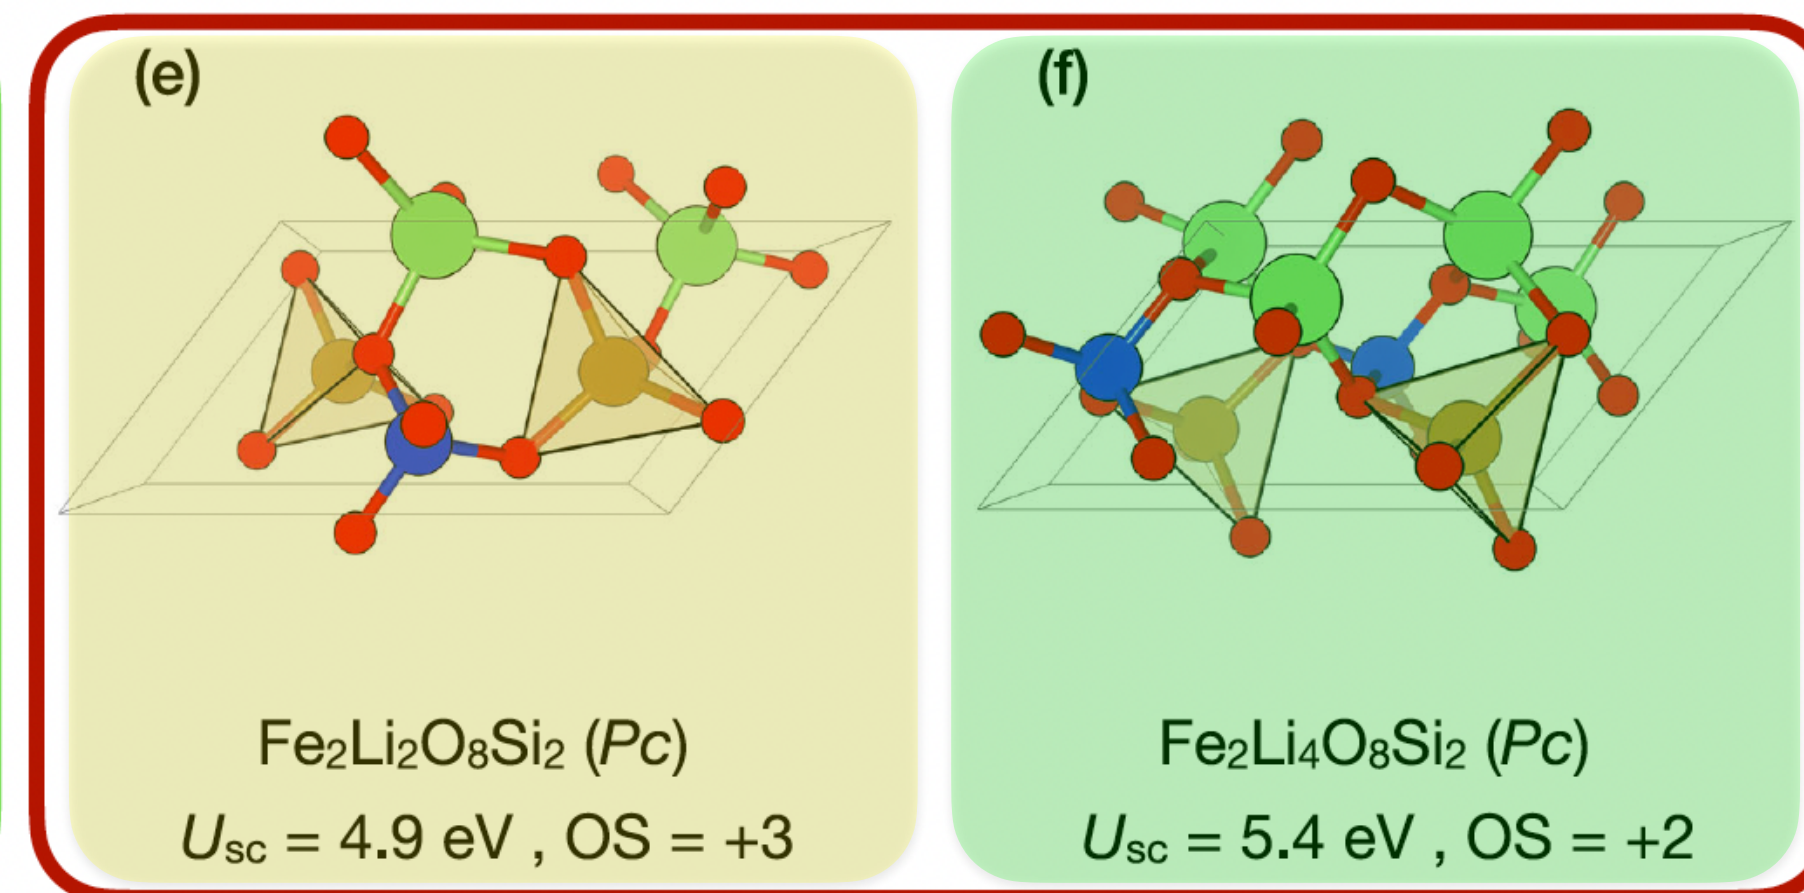 (e)
Fe₂Li₂O₈Si₂ (Pc)
Usc = 4.9 eV , OS = +3
(f)
Fe₂Li₄O₈Si₂ (Pc)
Usc = 5.4 eV , OS = +2